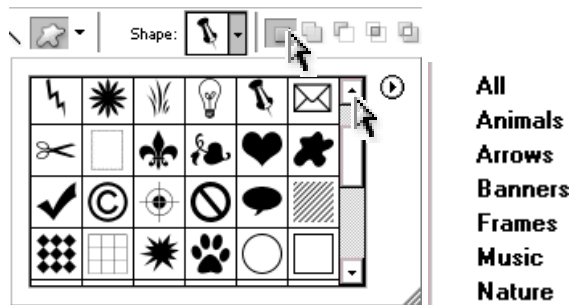 Shape:
©
All
Animals
Arrows
Banners
Frames
Music
Nature